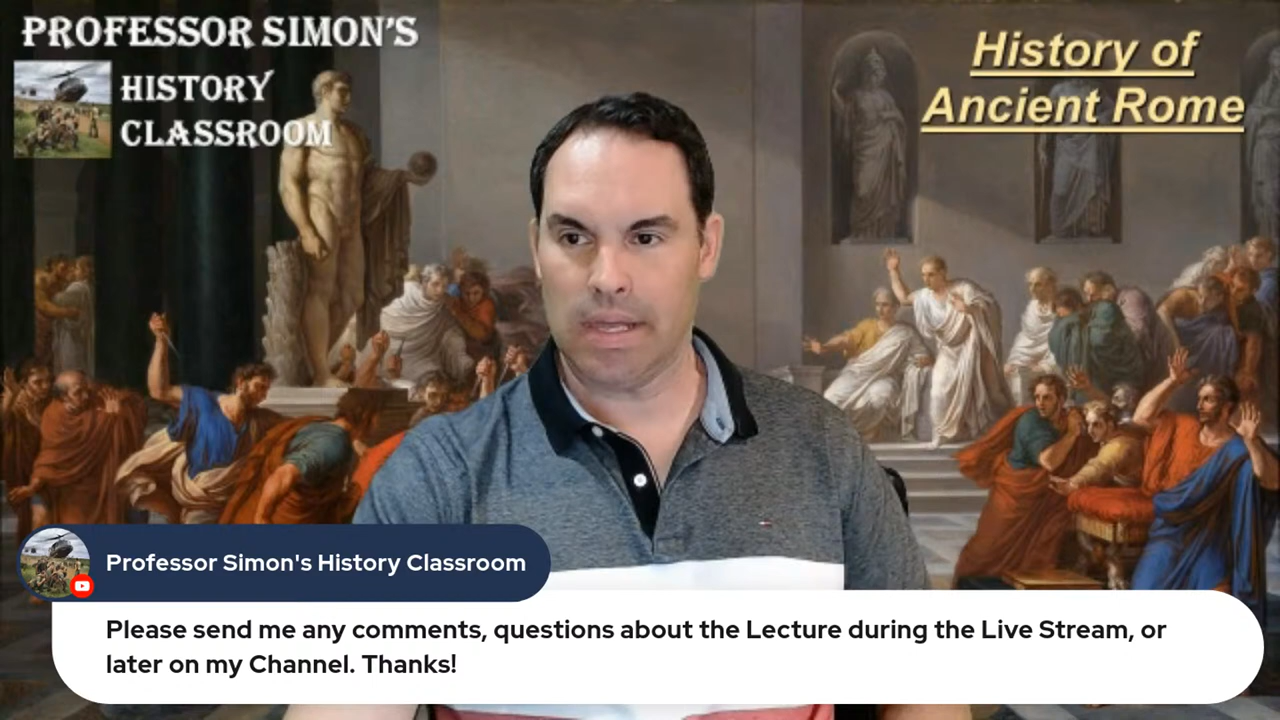 PROFESSOR SIMON'S
HISTORY
CLASSROOM
History of
Ancient Rome
Professor Simon's History Classroom
Please send me any comments, questions about the Lecture during the Live Stream, or
later on my Channel. Thanks!